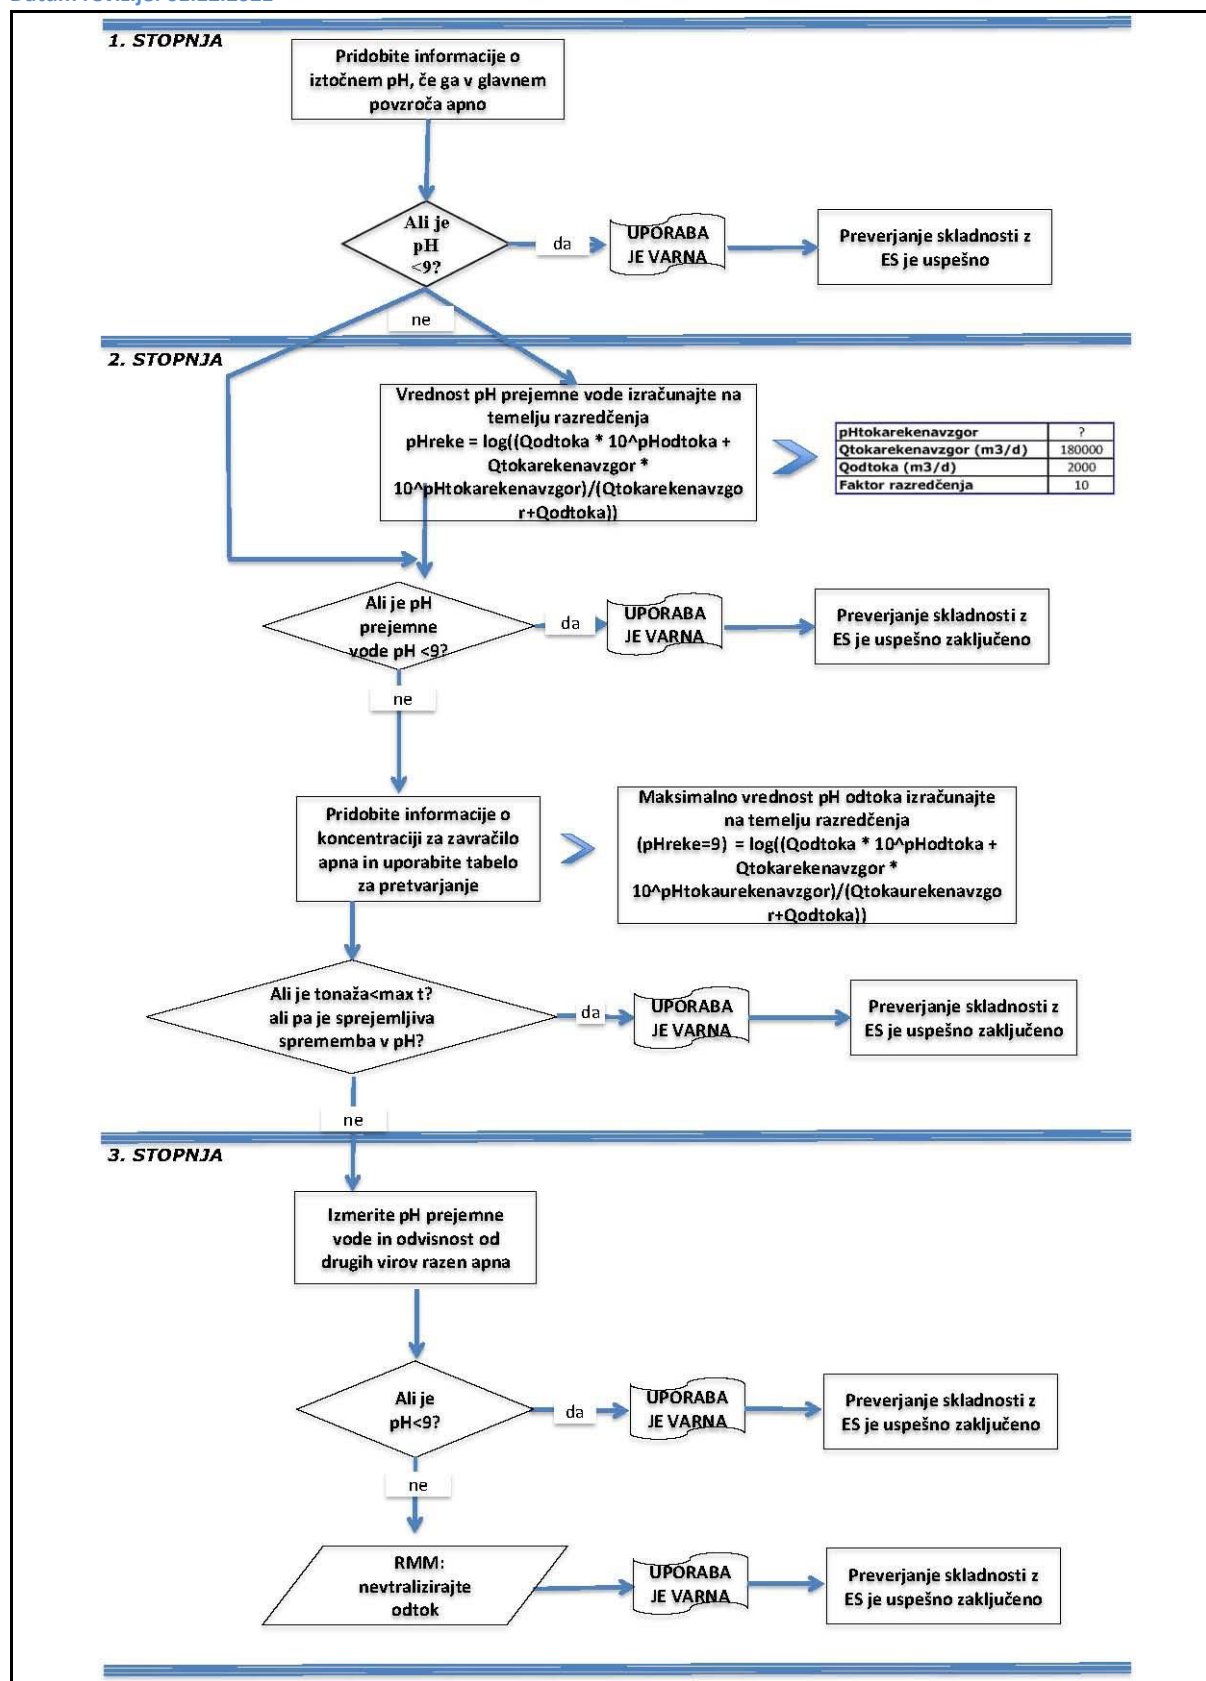 1. STOPNJA
Pridobite informacije o
iztočnem pH, če ga v glavnem
povzroča apno
Ali je
pH
<9?
da
UPORABA
JE VARNA
Preverjanje skladnosti z
ES je uspešno
ne
2. STOPNJA
Vrednost pH prejemne vode izračunajte na
temelju razredčenja
pHreke = log((Qodtoka * 10^pHodtoka +
Qtokarekenavzgor *
10^pHtokarekenavzgor)/(Qtokarekenavzgo
r+Qodtoka))
pHtokarekenavzgor ?
Qtokarekenavzgor (m3/d) 180000
Qodtoka (m3/d) 2000
Faktor razredčenja 10
Ali je pH
prejemne
vode pH <9?
da
UPORABA
JE VARNA
Preverjanje skladnosti z
ES je uspešno zaključeno
ne
Pridobite informacije o
koncentraciji za zavračilo
apna in uporabite tabelo
za pretvarjanje
Maksimalno vrednost pH odtoka izračunajte
na temelju razredčenja
(pHreke=9) = log((Qodtoka * 10^pHodtoka +
Qtokarekenavzgor *
10^pHtokaurekenavzgor)/(Qtokaurekenavzgo
r+Qodtoka))
Ali je tonaža<max t?
ali pa je sprejemljiva
sprememba v pH?
da
UPORABA
JE VARNA
Preverjanje skladnosti z
ES je uspešno zaključeno
ne
3. STOPNJA
Izmerite pH prejemne
vode in odvisnost od
drugih virov razen apna
Ali je
pH<9?
da
UPORABA
JE VARNA
Preverjanje skladnosti z
ES je uspešno zaključeno
ne
RMM:
nevtralizirajte
odtok
UPORABA
JE VARNA
Preverjanje skladnosti z
ES je uspešno zaključeno